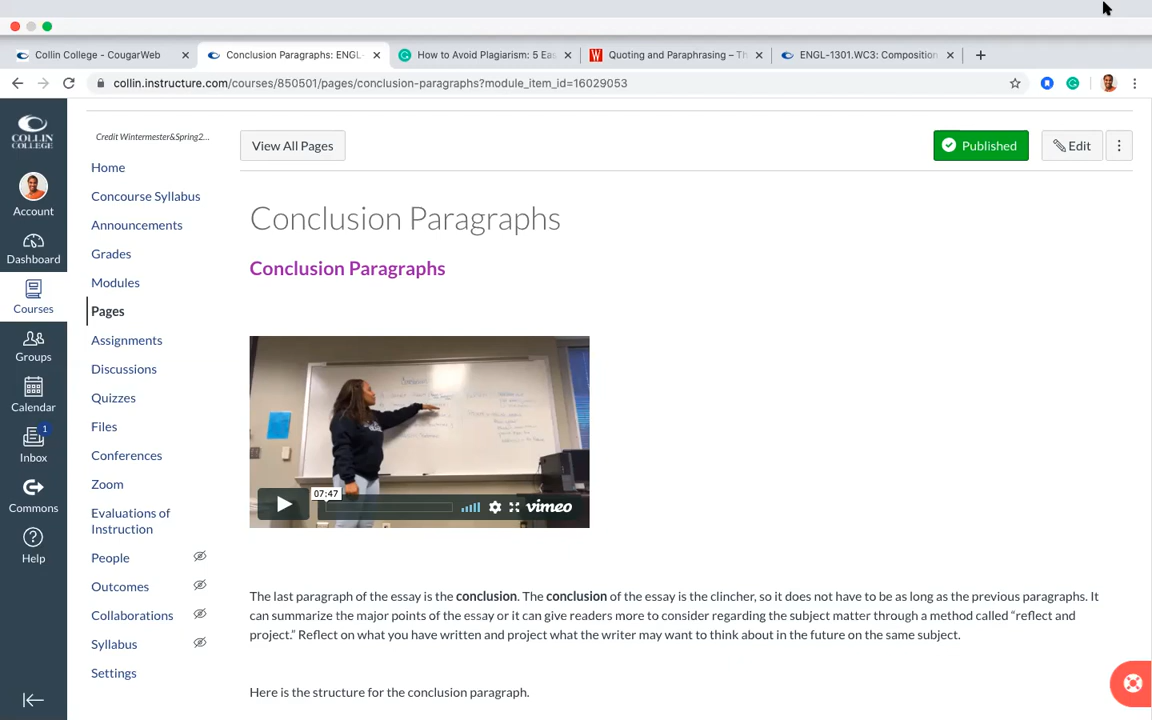 Collin College - CougarWeb
Conclusion Paragraphs: ENGL-
How to Avoid Plagiarism: 5 Eas
Quoting and Paraphrasing – Th
ENGL-1301.WC3: Composition
collin.instructure.com/courses/850501/pages/conclusion-paragraphs?module_item_id=16029053
COLLIN
COLLEGE
Account
Dashboard
Courses
Groups
Calendar
1
Inbox
Commons
Help
Credit Wintermester&Spring2...
Home
Concourse Syllabus
Announcements
Grades
Modules
Pages
Assignments
Discussions
Quizzes
Files
Conferences
Zoom
Evaluations of
Instruction
People
Outcomes
Collaborations
Syllabus
Settings
View All Pages
Published
Edit
Conclusion Paragraphs
Conclusion Paragraphs
07:47
vimeo
The last paragraph of the essay is the conclusion. The conclusion of the essay is the clincher, so it does not have to be as long as the previous paragraphs. It
can summarize the major points of the essay or it can give readers more to consider regarding the subject matter through a method called “reflect and
project.” Reflect on what you have written and project what the writer may want to think about in the future on the same subject.
Here is the structure for the conclusion paragraph.